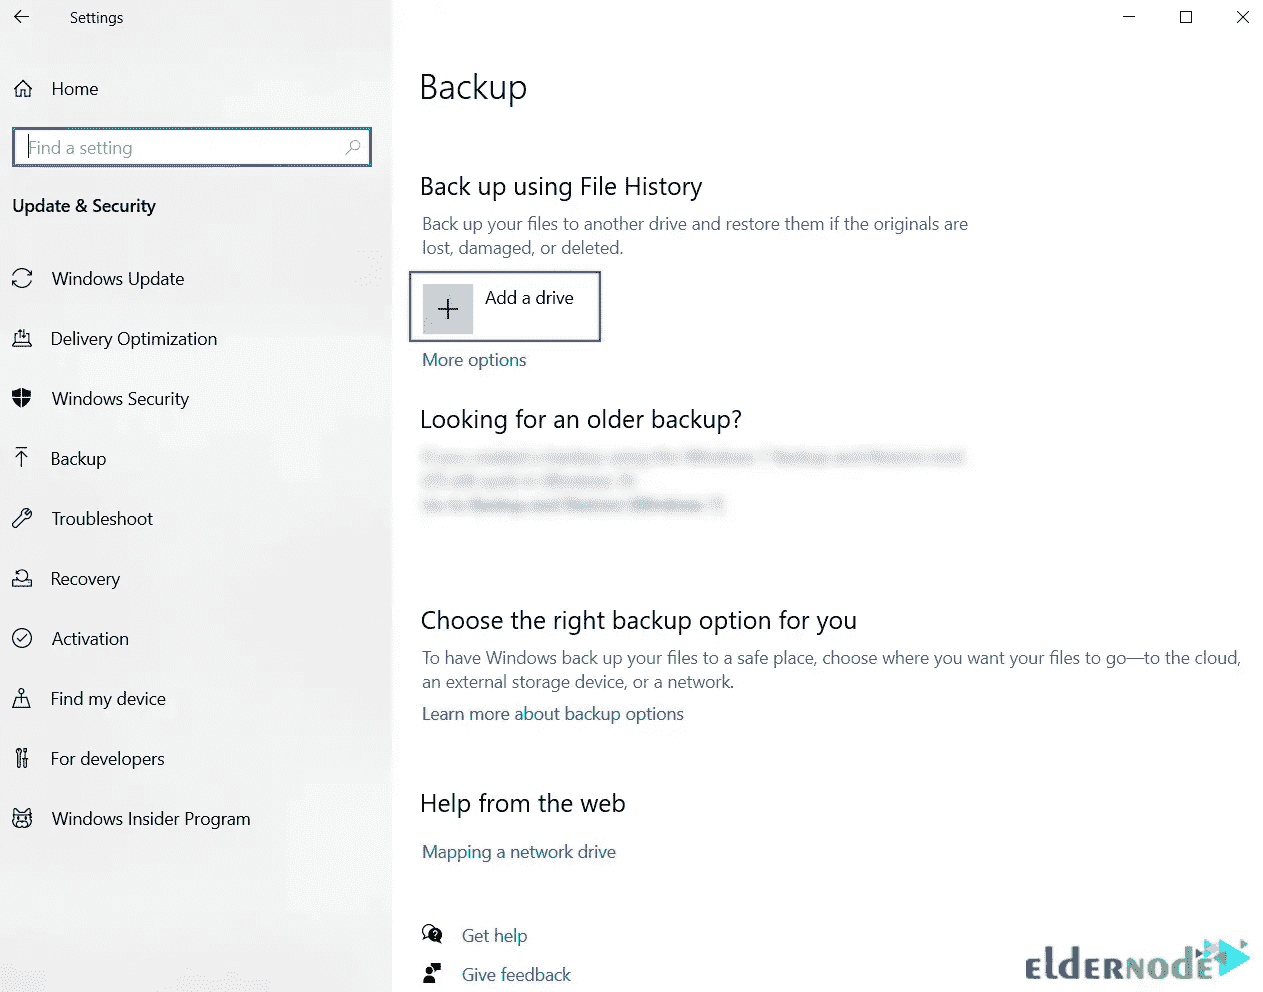 Settings
Home
Find a setting
Update & Security
Windows Update
Delivery Optimization
Windows Security
Backup
Troubleshoot
Recovery
Activation
Find my device
For developers
Windows Insider Program
Backup
Back up using File History
Back up your files to another drive and restore them if the originals are
lost, damaged, or deleted.
Add a drive
More options
Looking for an older backup?
Choose the right backup option for you
To have Windows back up your files to a safe place, choose where you want your files to go—to the cloud,
an external storage device, or a network.
Learn more about backup options
Help from the web
Mapping a network drive
Get help
Give feedback
elderNode